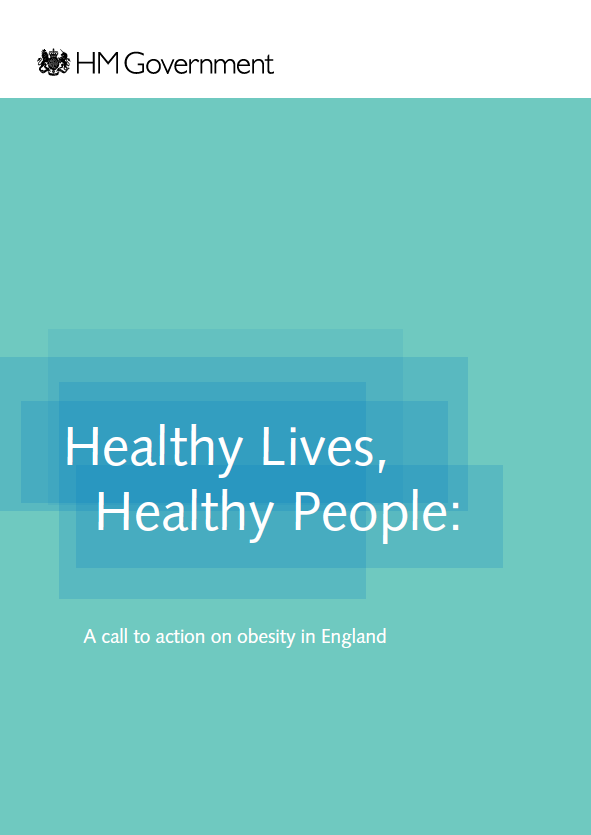 HM Government
Healthy Lives,
Healthy People:
A call to action on obesity in England